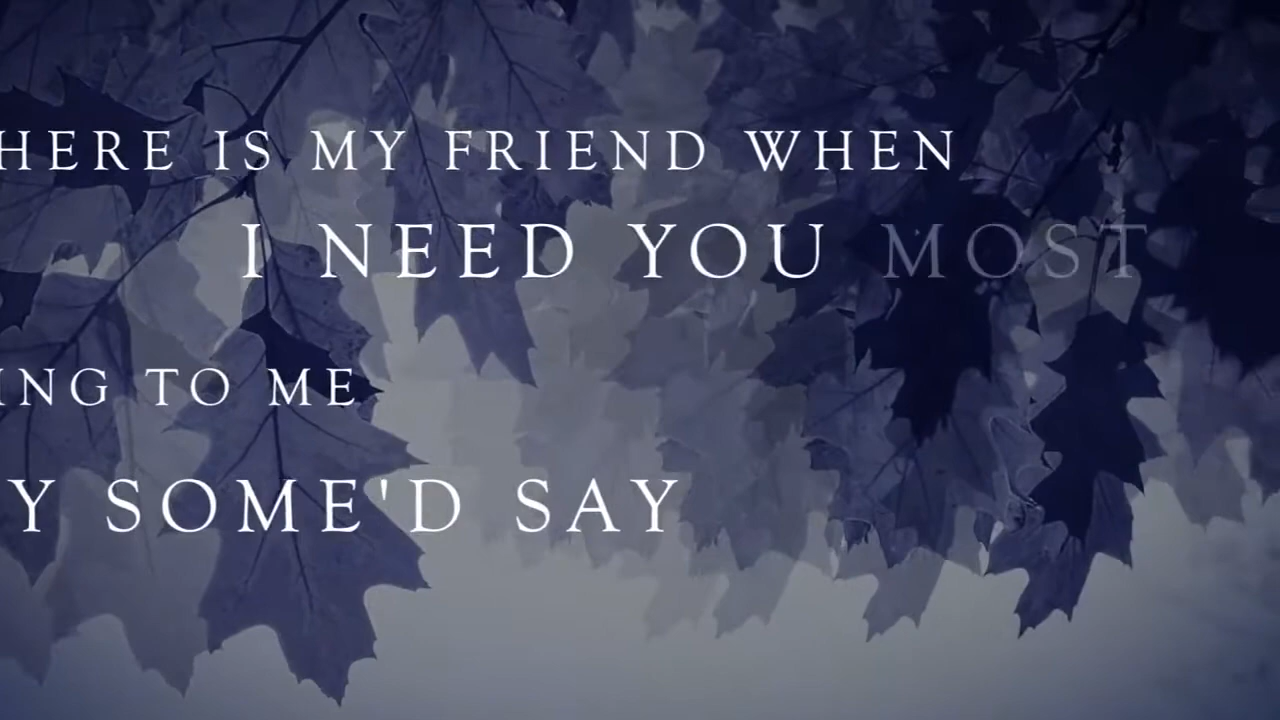 HERE IS MY FRIEND WHEN
I NEED YOU MOST
ING TO ME
Y SOME'D SAY